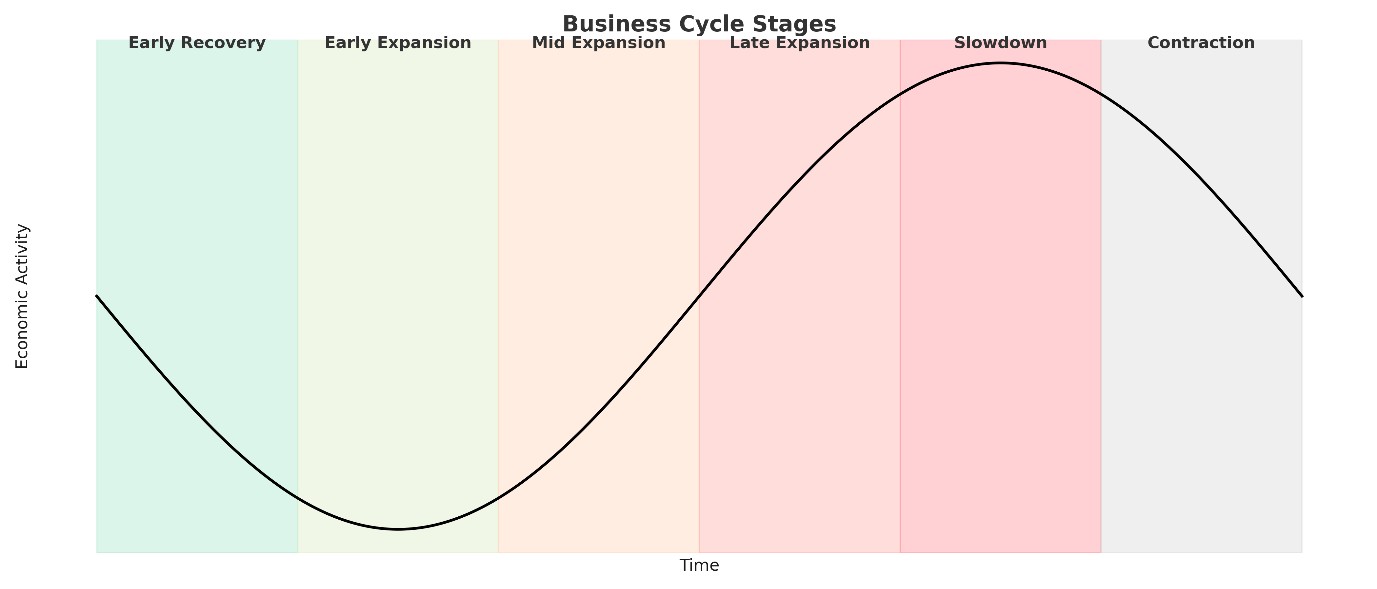 Business Cycle Stages
Early Recovery
Early Expansion
Mid Expansion
Late Expansion
Slowdown
Contraction
Economic Activity
Time